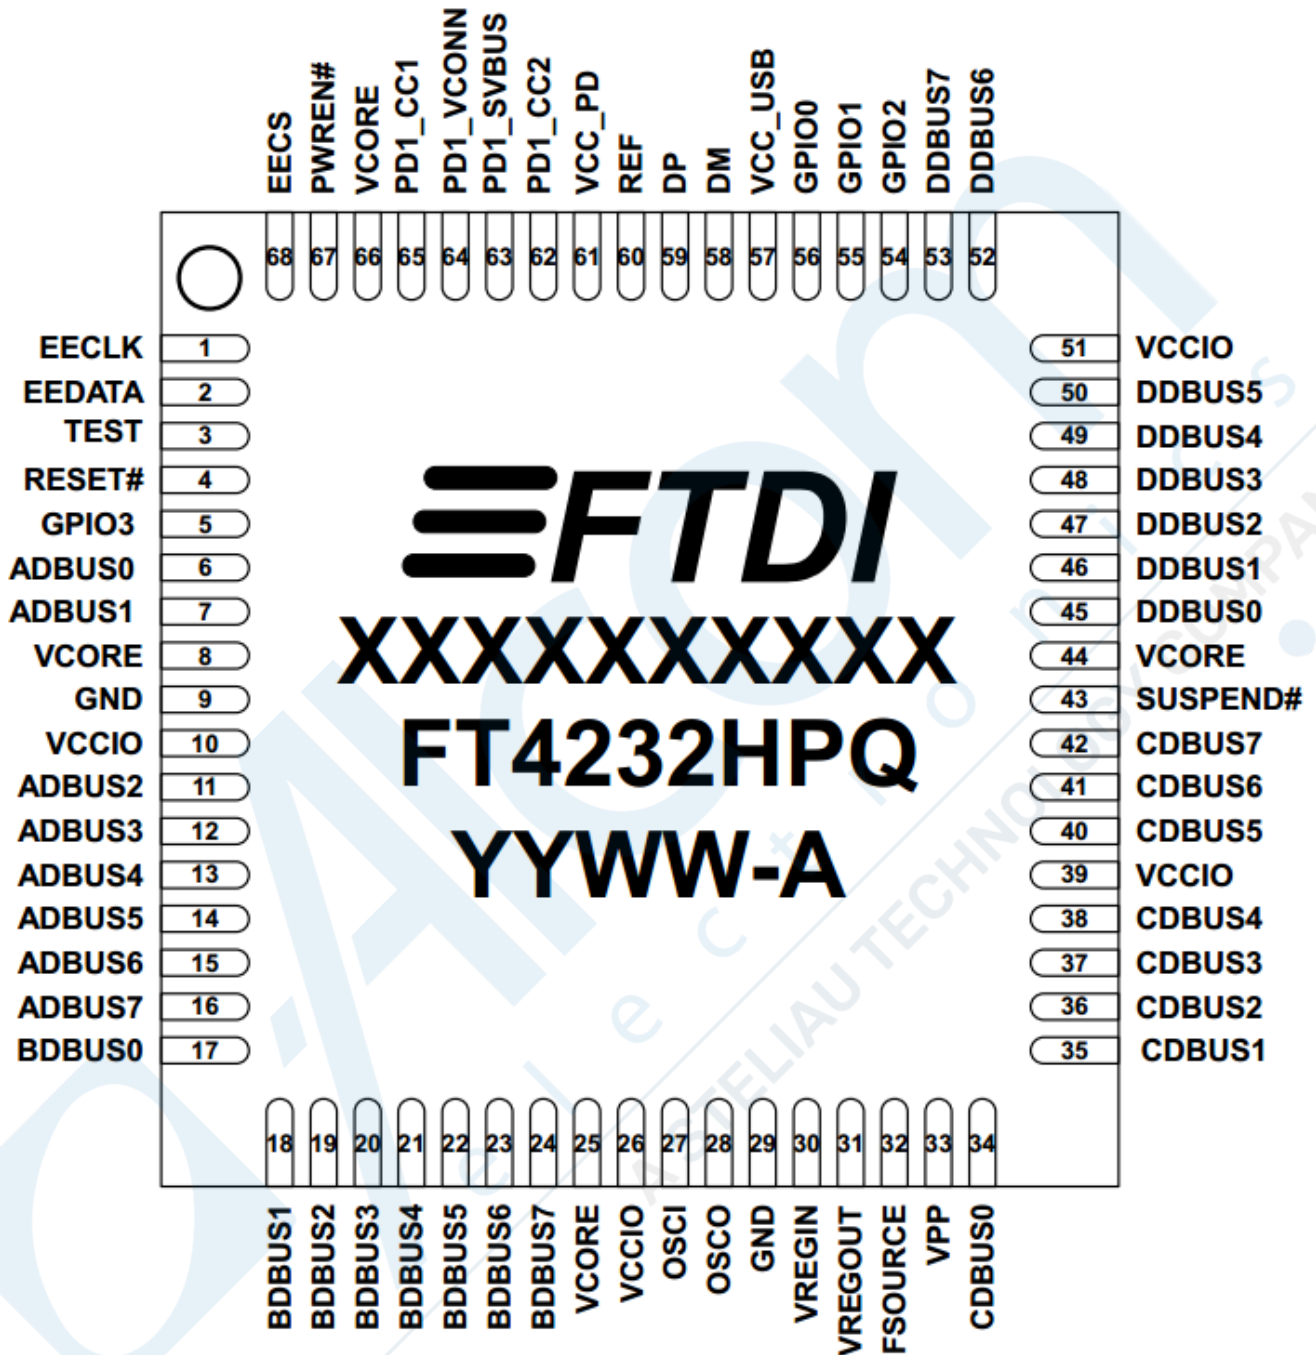 EECS
PWREN#
VCORE
PD1_CC1
PD1_VCONN
PD1_SVBUS
PD1_CC2
VCC_PD
REF
DP
DM
VCC_USB
GPIO0
GPIO1
GPIO2
DDBUS7
DDBUS6
68 67 66 65 64 63 62 61 60 59 58 57 56 55 54 53 52
EECLK 1
EEDATA 2
TEST 3
RESET# 4
GPIO3 5
ADBUS0 6
ADBUS1 7
VCORE 8
GND 9
VCCIO 10
ADBUS2 11
ADBUS3 12
ADBUS4 13
ADBUS5 14
ADBUS6 15
ADBUS7 16
BDBUS0 17
FTDI
XXXXXXXXXX
FT4232HPQ
YYWW-A
51 VCCIO
50 DDBUS5
49 DDBUS4
48 DDBUS3
47 DDBUS2
46 DDBUS1
45 DDBUS0
44 VCORE
43 SUSPEND#
42 CDBUS7
41 CDBUS6
40 CDBUS5
39 VCCIO
38 CDBUS4
37 CDBUS3
36 CDBUS2
35 CDBUS1
18 19 20 21 22 23 24 25 26 27 28 29 30 31 32 33 34
BDBUS1
BDBUS2
BDBUS3
BDBUS4
BDBUS5
BDBUS6
BDBUS7
VCORE
VCCIO
OSCI
OSCO
GND
VREGIN
VREGOUT
FSOURCE
VPP
CDBUS0
electronics
ASTELIAU TECHNOLOGY COMPAN